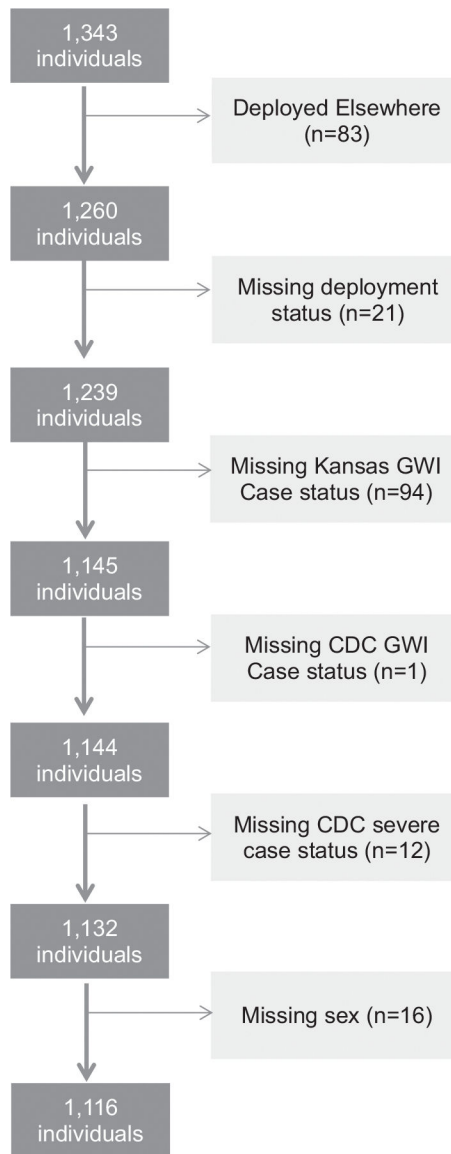 1,343
individuals
Deployed Elsewhere
(n=83)
1,260
individuals
Missing deployment
status (n=21)
1,239
individuals
Missing Kansas GWI
Case status (n=94)
1,145
individuals
Missing CDC GWI
Case status (n=1)
1,144
individuals
Missing CDC severe
case status (n=12)
1,132
individuals
Missing sex (n=16)
1,116
individuals